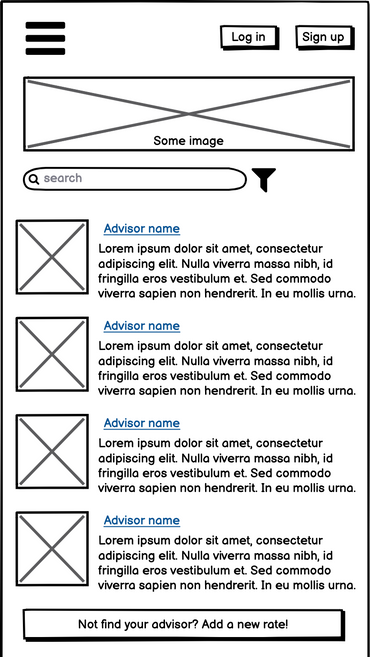 Log in
Sign up
Some image
search
Advisor name
Lorem ipsum dolor sit amet, consectetur
adipiscing elit. Nulla viverra massa nibh, id
fringilla eros vestibulum et. Sed commodo
viverra sapien non hendrerit. In eu mollis urna.
Advisor name
Lorem ipsum dolor sit amet, consectetur
adipiscing elit. Nulla viverra massa nibh, id
fringilla eros vestibulum et. Sed commodo
viverra sapien non hendrerit. In eu mollis urna.
Advisor name
Lorem ipsum dolor sit amet, consectetur
adipiscing elit. Nulla viverra massa nibh, id
fringilla eros vestibulum et. Sed commodo
viverra sapien non hendrerit. In eu mollis urna.
Advisor name
Lorem ipsum dolor sit amet, consectetur
adipiscing elit. Nulla viverra massa nibh, id
fringilla eros vestibulum et. Sed commodo
viverra sapien non hendrerit. In eu mollis urna.
Not find your advisor? Add a new rate!